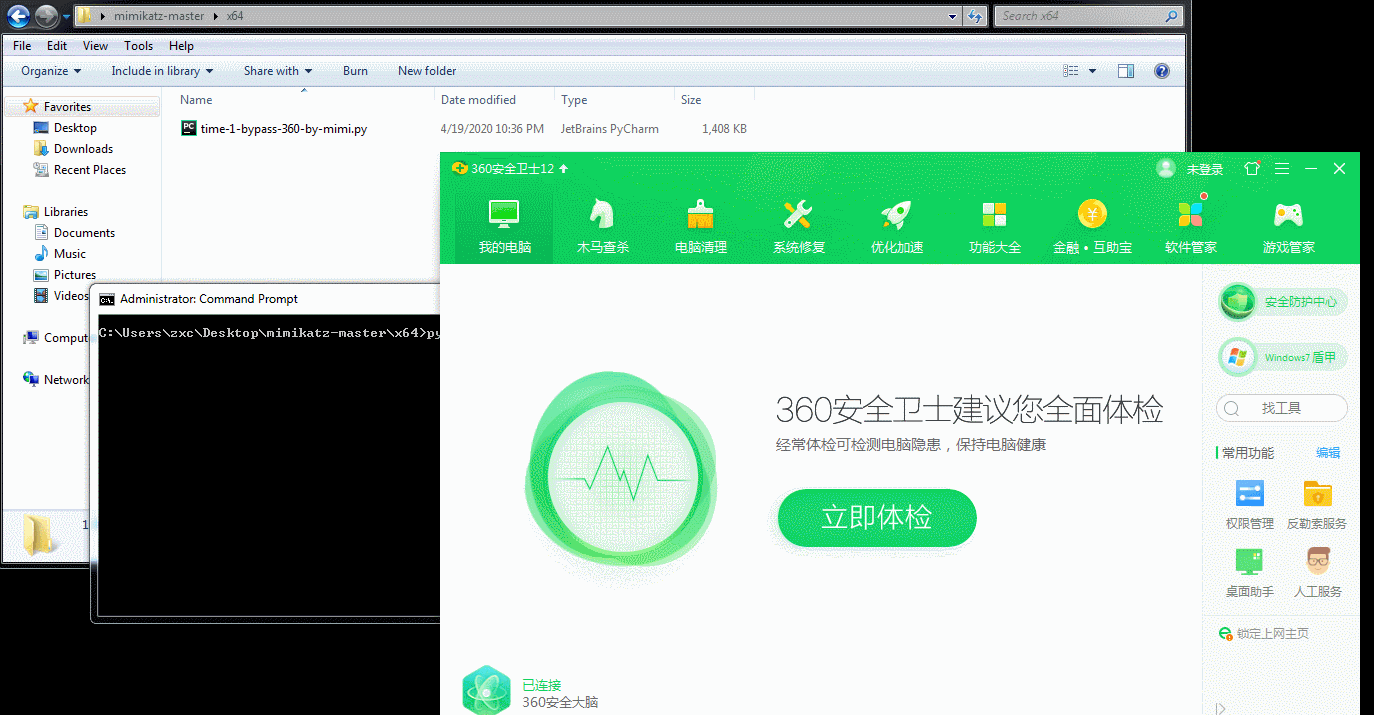 mimikatz-master ▸ x64
Search x64
File Edit View Tools Help
Organize Include in library Share with Burn New folder
Name Date modified Type Size
Favorites
Desktop
Downloads
Recent Places
Libraries
Documents
Music
Pictures
Videos
Comput
Network
PC time-1-bypass-360-by-mimi.py 4/19/2020 10:36 PM JetBrains PyCharm 1,408 KB
1
C:\. Administrator: Command Prompt
C:\Users\zxc\Desktop\mimikatz-master\x64>py
360安全卫士12
未登录
我的电脑 木马查杀 电脑清理 系统修复 优化加速 功能大全 金融•互助宝 软件管家 游戏管家
360安全卫士建议您全面体检
经常体检可检测电脑隐患，保持电脑健康
立即体检
已连接
360安全大脑
安全防护中心
Windows7 盾甲
找工具
常用功能 编辑
权限管理 反勒索服务
桌面助手 人工服务
锁定上网主页